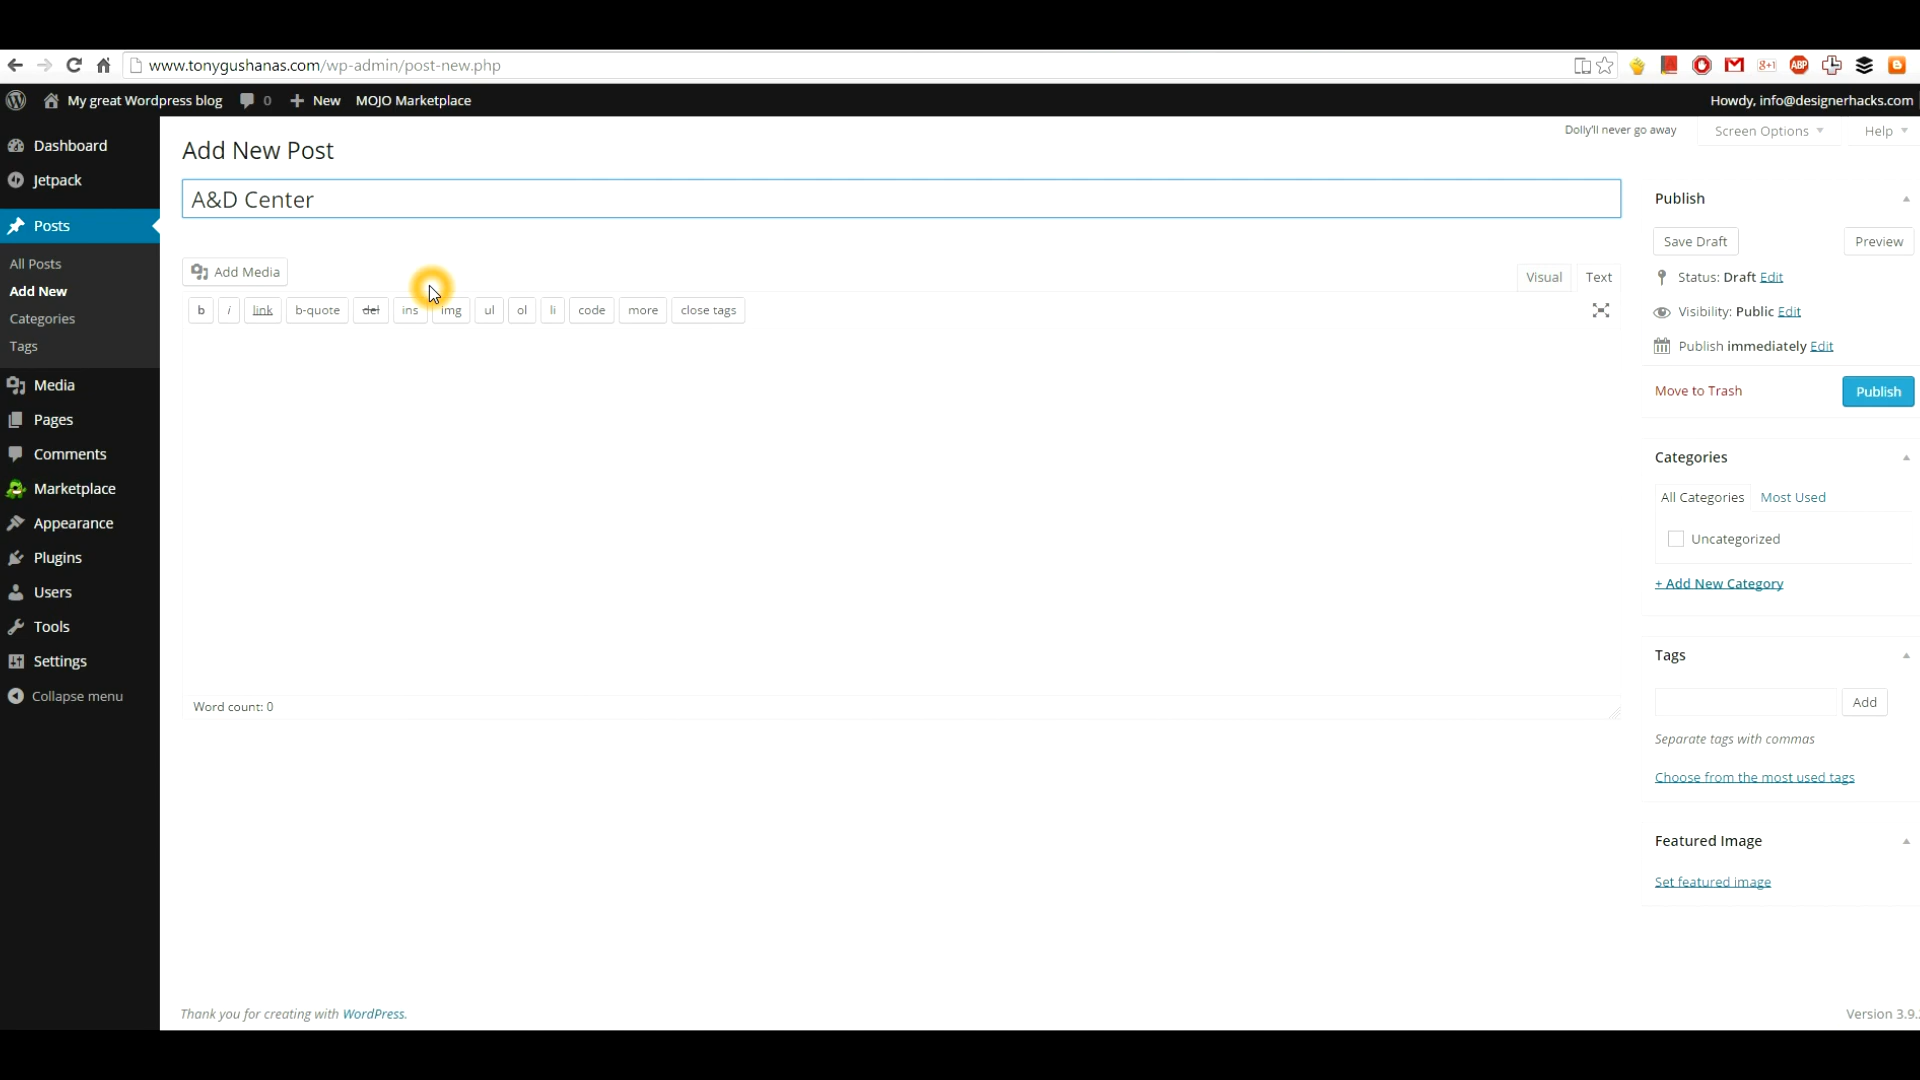 www.tonygushanas.com/wp-admin/post-new.php
My great Wordpress blog 0 New MOJO Marketplace Howdy, info@designerhacks.com
Dashboard
Jetpack
Posts
All Posts
Add New
Categories
Tags
Media
Pages
Comments
Marketplace
Appearance
Plugins
Users
Tools
Settings
Collapse menu
Dolly'll never go away Screen Options Help
Add New Post
A&D Center
Add Media Visual Text
b i link b-quote del ins img ul ol li code more close tags
Word count: 0
Publish
Save Draft Preview
Status: Draft Edit
Visibility: Public Edit
Publish immediately Edit
Move to Trash Publish
Categories
All Categories Most Used
Uncategorized
+ Add New Category
Tags
Add
Separate tags with commas
Choose from the most used tags
Featured Image
Set featured image
Thank you for creating with WordPress. Version 3.9.